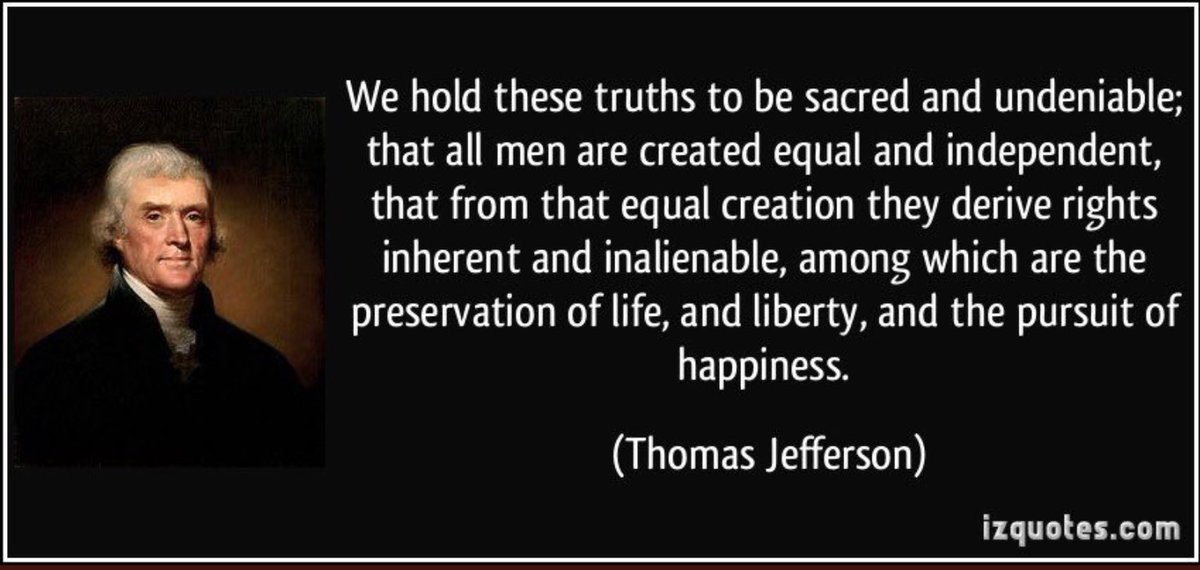 We hold these truths to be sacred and undeniable;
that all men are created equal and independent,
that from that equal creation they derive rights
inherent and inalienable, among which are the
preservation of life, and liberty, and the pursuit of
happiness.
(Thomas Jefferson)
izquotes.com